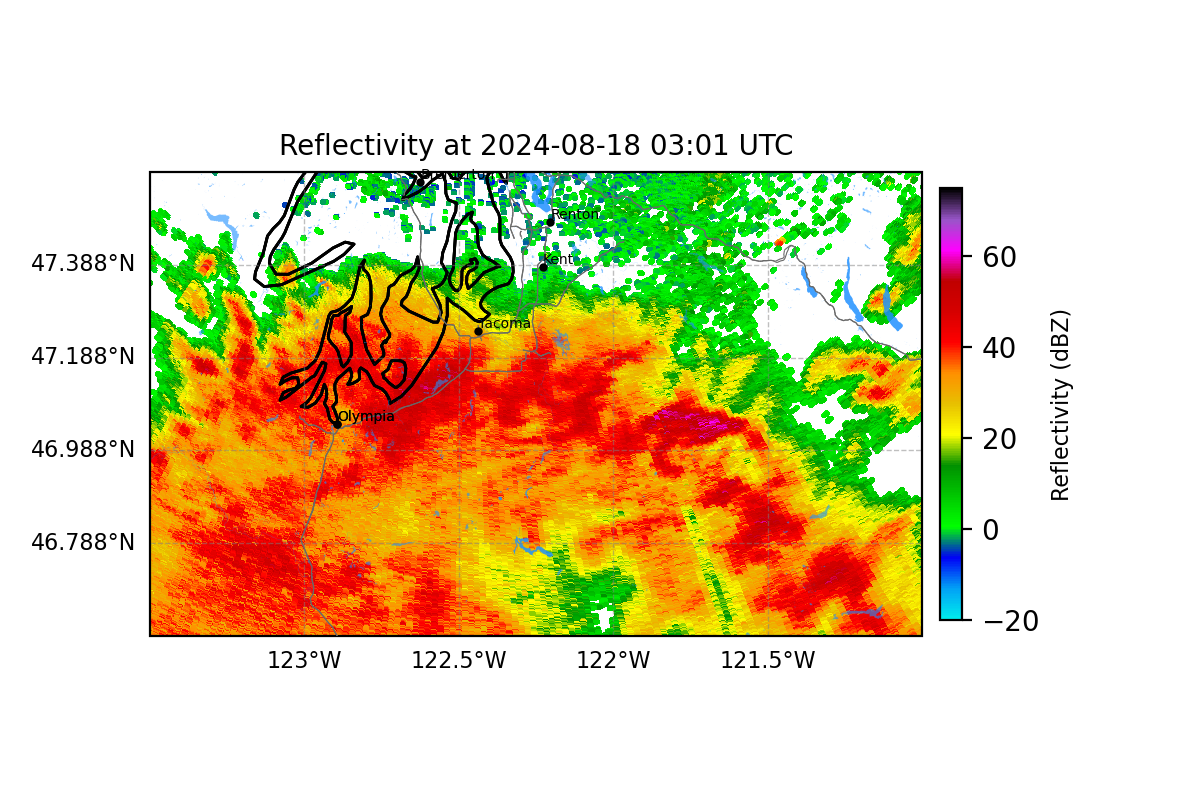 Reflectivity at 2024-08-18 03:01 UTC
Renton
Kent
Tacoma
Olympia
47.388°N
47.188°N
46.988°N
46.788°N
123°W 122.5°W 122°W 121.5°W
60
40
20
0
−20
Reflectivity (dBZ)